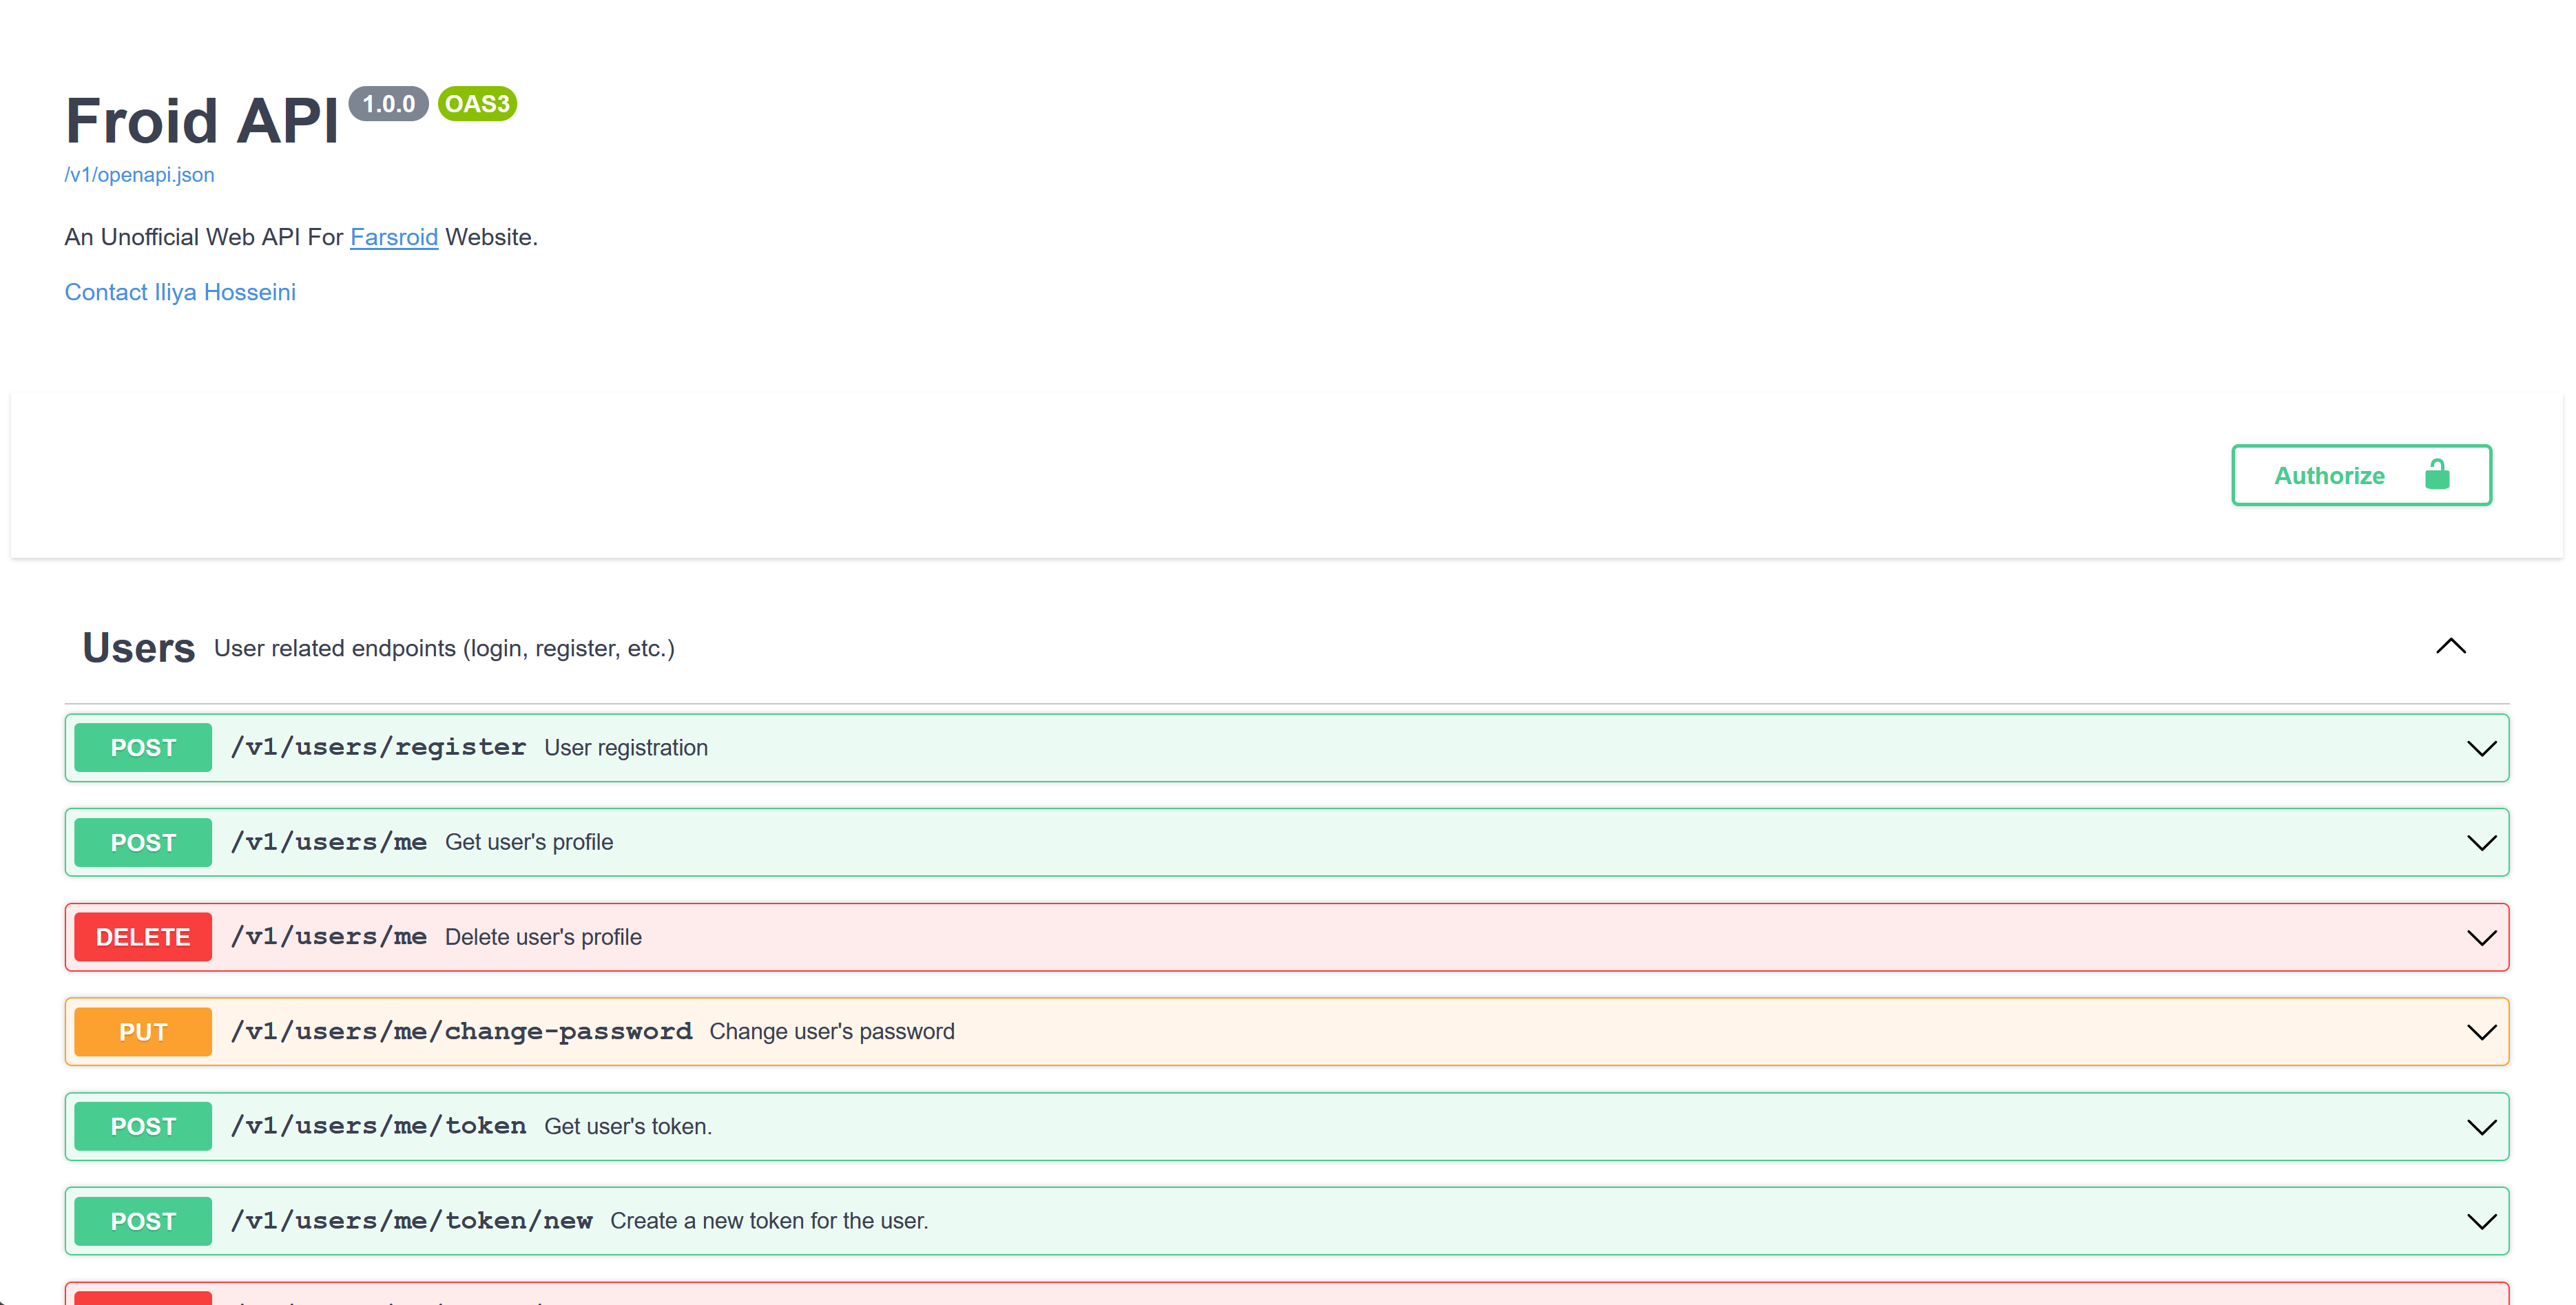 Froid API 1.0.0 OAS3
/v1/openapi.json
An Unofficial Web API For Farsroid Website.
Contact Iliya Hosseini
Authorize
Users User related endpoints (login, register, etc.)
POST /v1/users/register User registration
POST /v1/users/me Get user's profile
DELETE /v1/users/me Delete user's profile
PUT /v1/users/me/change-password Change user's password
POST /v1/users/me/token Get user's token.
POST /v1/users/me/token/new Create a new token for the user.